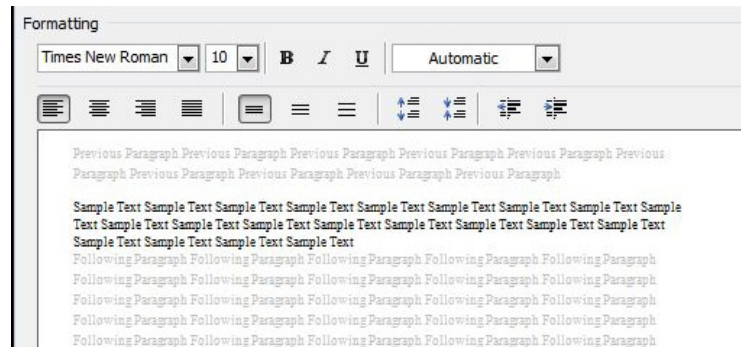 Formatting
Times New Roman 10 B I U Automatic
Previous Paragraph Previous Paragraph Previous Paragraph Previous Paragraph Previous Paragraph Previous
Paragraph Previous Paragraph Previous Paragraph Previous Paragraph Previous Paragraph
Sample Text Sample Text Sample Text Sample Text Sample Text Sample Text Sample Text Sample Text Sample
Text Sample Text Sample Text Sample Text Sample Text Sample Text Sample Text Sample Text Sample Text
Sample Text Sample Text Sample Text Sample Text
Following Paragraph Following Paragraph Following Paragraph Following Paragraph Following Paragraph
Following Paragraph Following Paragraph Following Paragraph Following Paragraph Following Paragraph
Following Paragraph Following Paragraph Following Paragraph Following Paragraph Following Paragraph
Following Paragraph Following Paragraph Following Paragraph Following Paragraph Following Paragraph
Following Paragraph Following Paragraph Following Paragraph Following Paragraph Following Paragraph